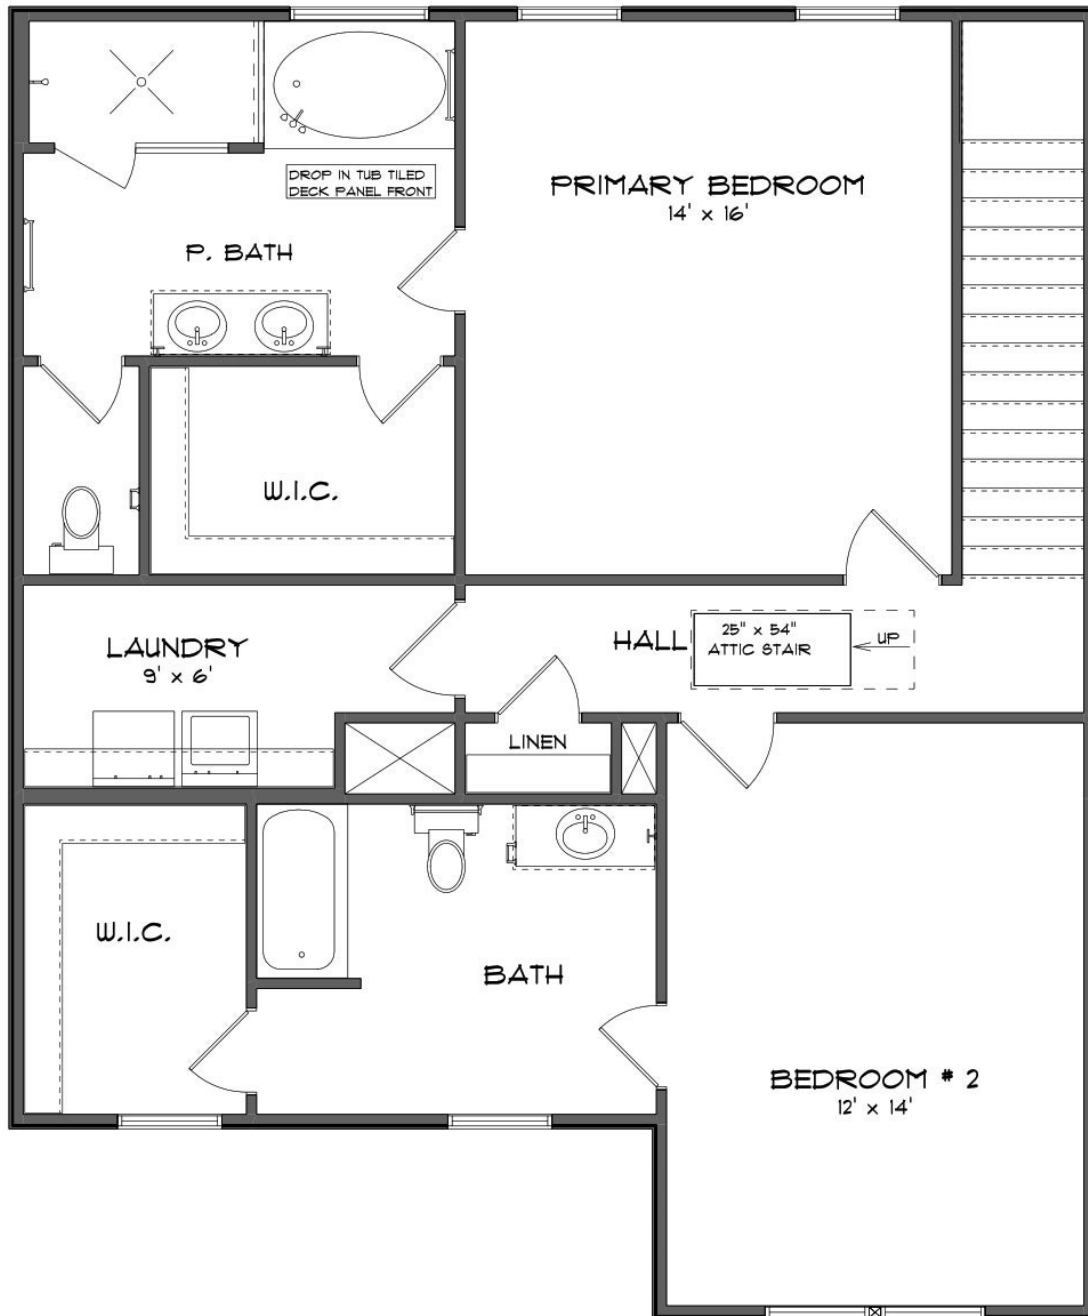 DROP IN TUB TILED
DECK PANEL FRONT
PRIMARY BEDROOM
14' x 16'
P. BATH
W.I.C.
LAUNDRY
9' x 6'
HALL
25" x 54"
ATTIC STAIR
UP
LINEN
W.I.C.
BATH
BEDROOM # 2
12' x 14'